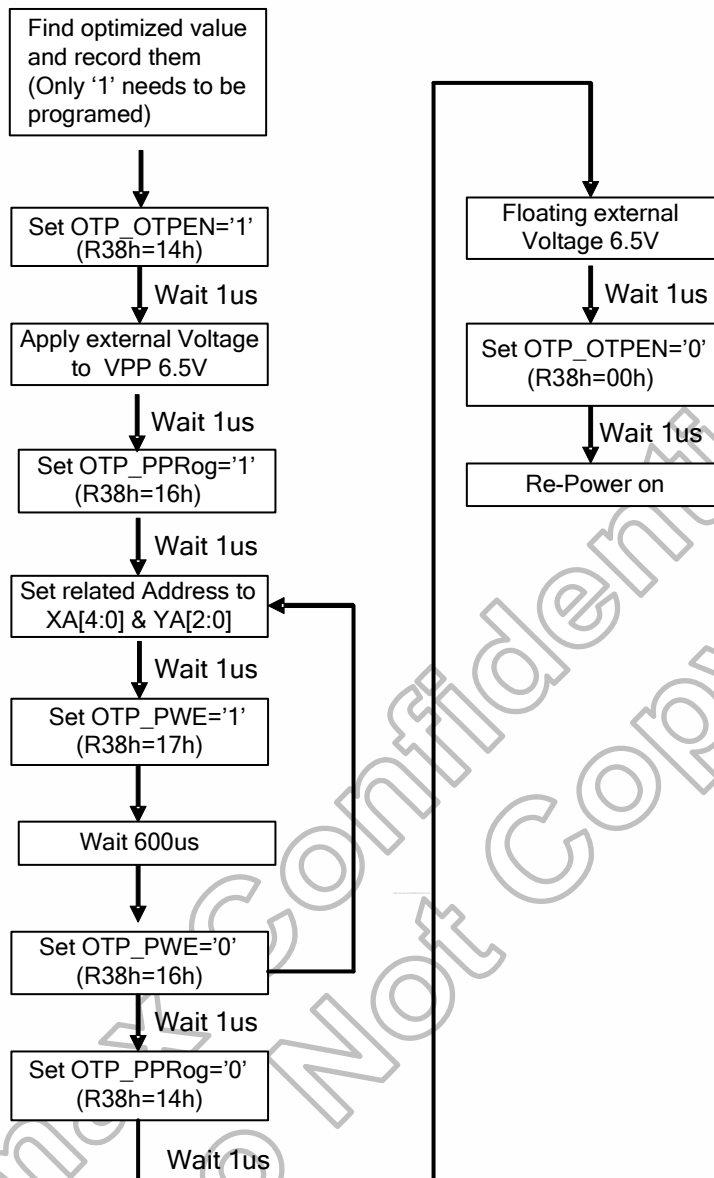 Find optimized value
and record them
(Only ‘1’ needs to be
programed)
Set OTP_OTPEN=’1’
(R38h=14h)
Wait 1us
Apply external Voltage
to VPP 6.5V
Wait 1us
Set OTP_PPRog=’1’
(R38h=16h)
Wait 1us
Set related Address to
XA[4:0] & YA[2:0]
Wait 1us
Set OTP_PWE=’1’
(R38h=17h)
Wait 600us
Set OTP_PWE=’0’
(R38h=16h)
Wait 1us
Set OTP_PPRog=’0’
(R38h=14h)
Wait 1us
Floating external
Voltage 6.5V
Wait 1us
Set OTP_OTPEN=’0’
(R38h=00h)
Wait 1us
Re-Power on